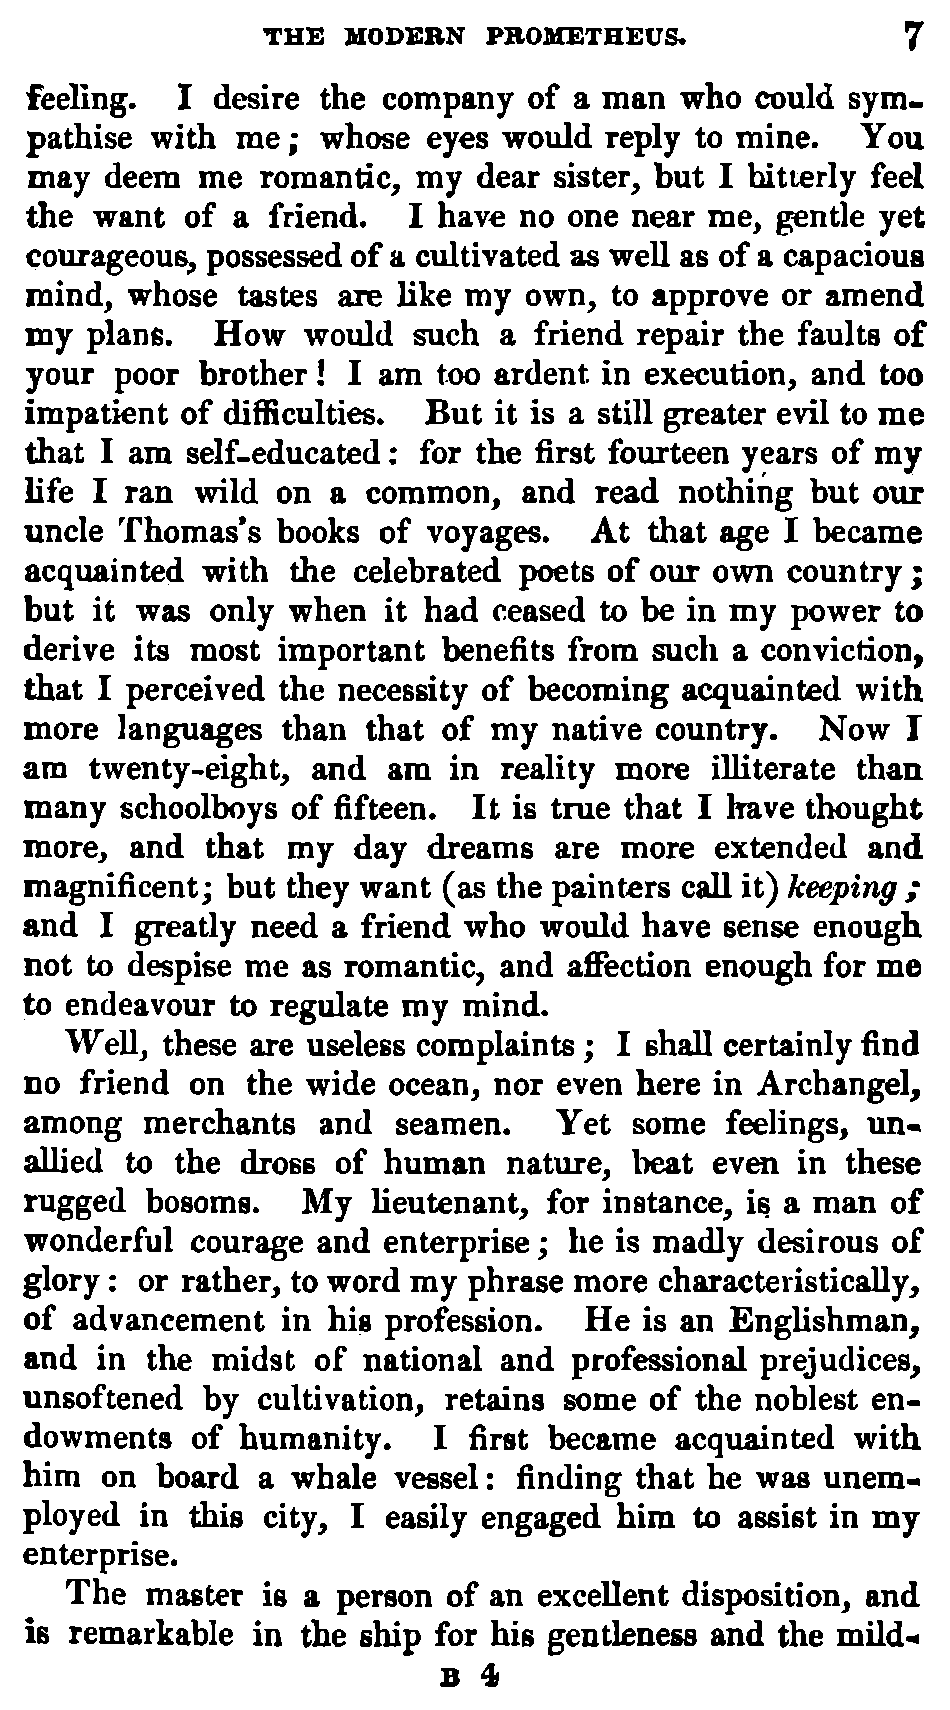 THE MODERN PROMETHEUS. 7
feeling. I desire the company of a man who could sym-
pathise with me; whose eyes would reply to mine. You
may deem me romantic, my dear sister, but I bitterly feel
the want of a friend. I have no one near me, gentle yet
courageous, possessed of a cultivated as well as of a capacious
mind, whose tastes are like my own, to approve or amend
my plans. How would such a friend repair the faults of
your poor brother! I am too ardent in execution, and too
impatient of difficulties. But it is a still greater evil to me
that I am self-educated: for the first fourteen years of my
life I ran wild on a common, and read nothing but our
uncle Thomas's books of voyages. At that age I became
acquainted with the celebrated poets of our own country;
but it was only when it had ceased to be in my power to
derive its most important benefits from such a conviction,
that I perceived the necessity of becoming acquainted with
more languages than that of my native country. Now I
am twenty-eight, and am in reality more illiterate than
many schoolboys of fifteen. It is true that I have thought
more, and that my day dreams are more extended and
magnificent; but they want (as the painters call it) keeping;
and I greatly need a friend who would have sense enough
not to despise me as romantic, and affection enough for me
to endeavour to regulate my mind.
Well, these are useless complaints; I shall certainly find
no friend on the wide ocean, nor even here in Archangel,
among merchants and seamen. Yet some feelings, un-
allied to the dross of human nature, beat even in these
rugged bosoms. My lieutenant, for instance, is a man of
wonderful courage and enterprise; he is madly desirous of
glory: or rather, to word my phrase more characteristically,
of advancement in his profession. He is an Englishman,
and in the midst of national and professional prejudices,
unsoftened by cultivation, retains some of the noblest en-
dowments of humanity. I first became acquainted with
him on board a whale vessel: finding that he was unem-
ployed in this city, I easily engaged him to assist in my
enterprise.
The master is a person of an excellent disposition, and
is remarkable in the ship for his gentleness and the mild-
B 4